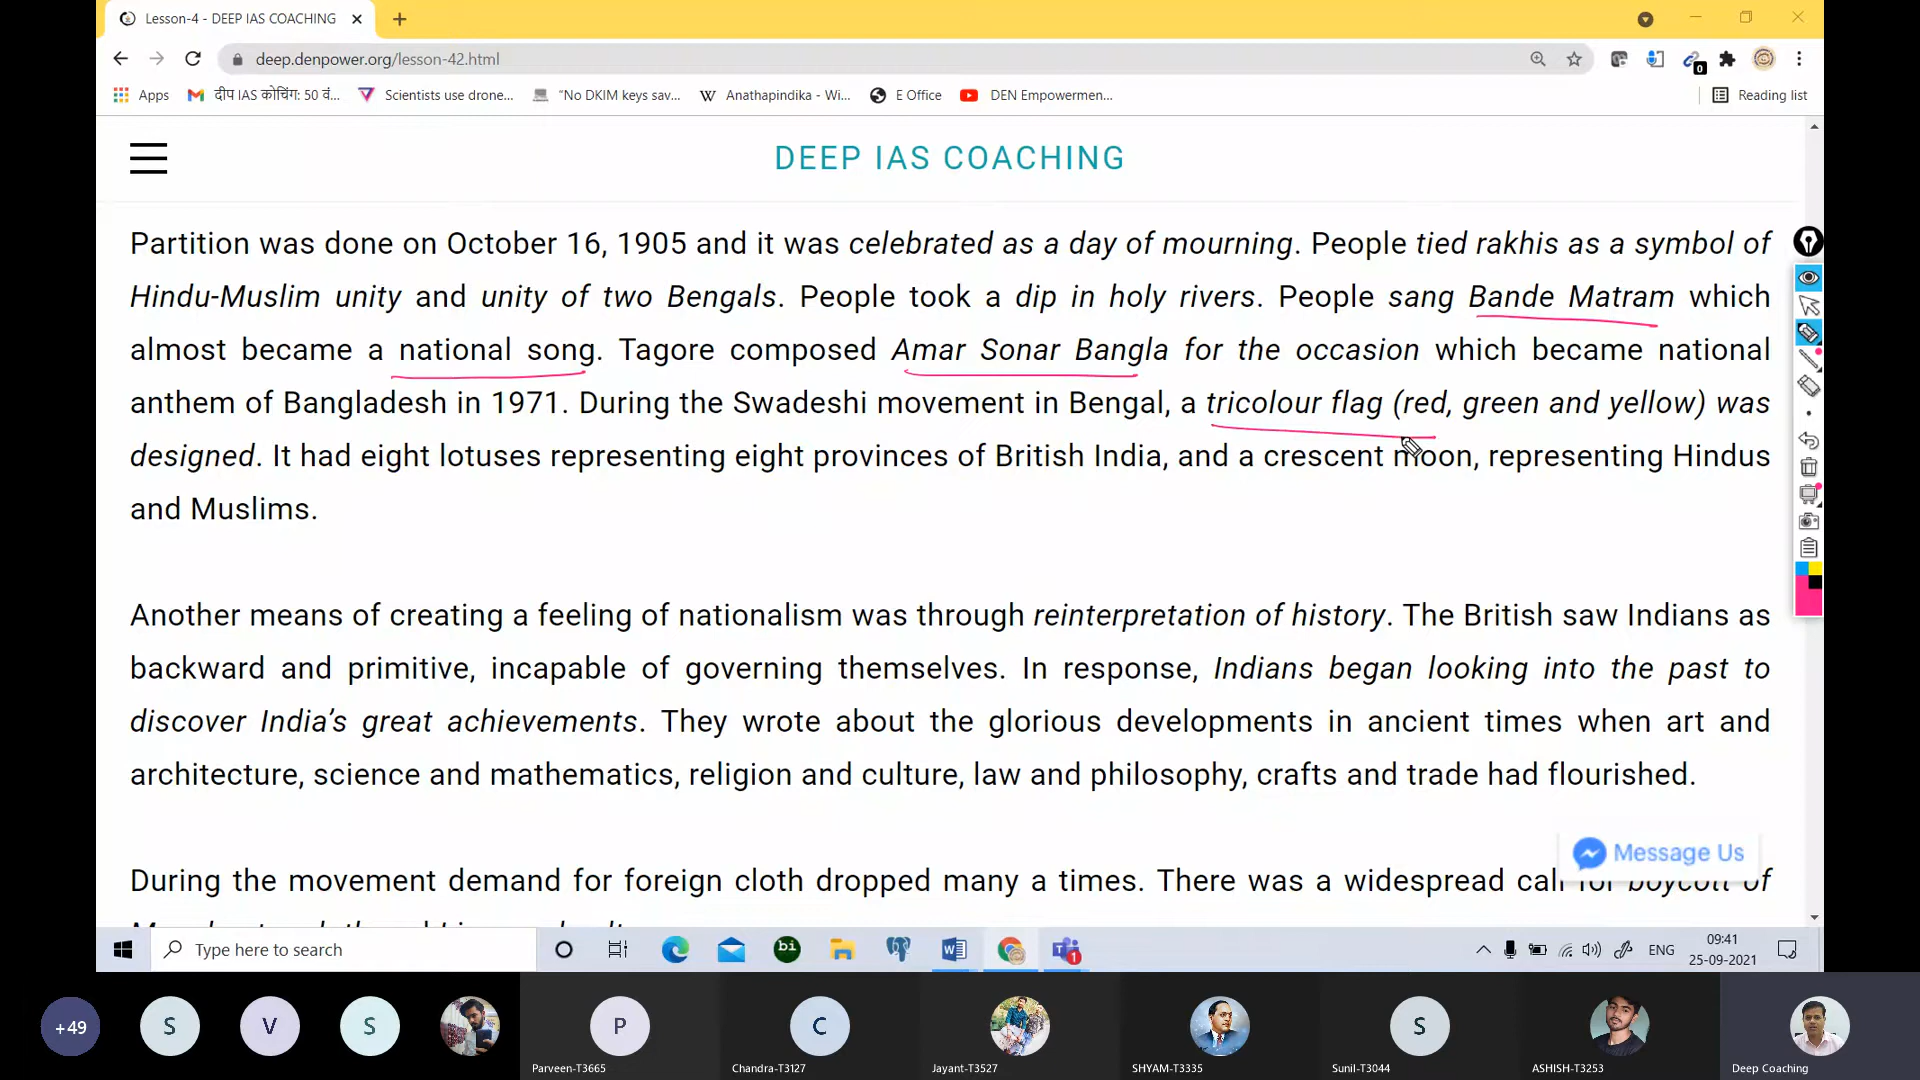 Lesson-4 - DEEP IAS COACHING
deep.denpower.org/lesson-42.html
0
Apps
दीप IAS कोचिंग: 50 वं...
Scientists use drone...
"No DKIM keys sav...
Anathapindika - Wi...
E Office
DEN Empowermen...
Reading list
DEEP IAS COACHING
Partition was done on October 16, 1905 and it was celebrated as a day of mourning. People tied rakhis as a symbol of
Hindu-Muslim unity and unity of two Bengals. People took a dip in holy rivers. People sang Bande Matram which
almost became a national song. Tagore composed Amar Sonar Bangla for the occasion which became national
anthem of Bangladesh in 1971. During the Swadeshi movement in Bengal, a tricolour flag (red, green and yellow) was
designed. It had eight lotuses representing eight provinces of British India, and a crescent moon, representing Hindus
and Muslims.
Another means of creating a feeling of nationalism was through reinterpretation of history. The British saw Indians as
backward and primitive, incapable of governing themselves. In response, Indians began looking into the past to
discover India's great achievements. They wrote about the glorious developments in ancient times when art and
architecture, science and mathematics, religion and culture, law and philosophy, crafts and trade had flourished.
Message Us
During the movement demand for foreign cloth dropped many a times. There was a widespread call for boycott of
Type here to search
bi
1
ENG
09:41
25-09-2021
+49
S
V
S
P
C
S
Parveen-T3665
Chandra-T3127
Jayant-T3527
SHYAM-T3335
Sunil-T3044
ASHISH-T3253
Deep Coaching